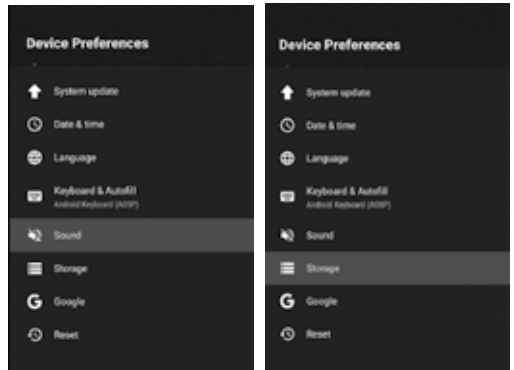 Device Preferences
System update
Date & time
Language
Keyboard & Autofill
Android Keyboard (AOSP)
Sound
Storage
Google
Reset
Device Preferences
System update
Date & time
Language
Keyboard & Autofill
Android Keyboard (AOSP)
Sound
Storage
Google
Reset